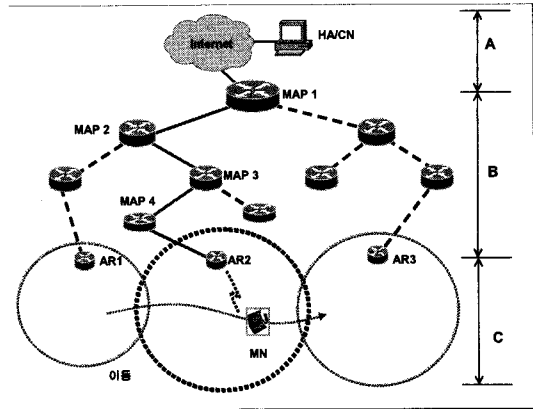 Internet
HA/CN
A
MAP 1
MAP 2
MAP 3
B
MAP 4
AR1
AR2
AR3
MN
C
이동